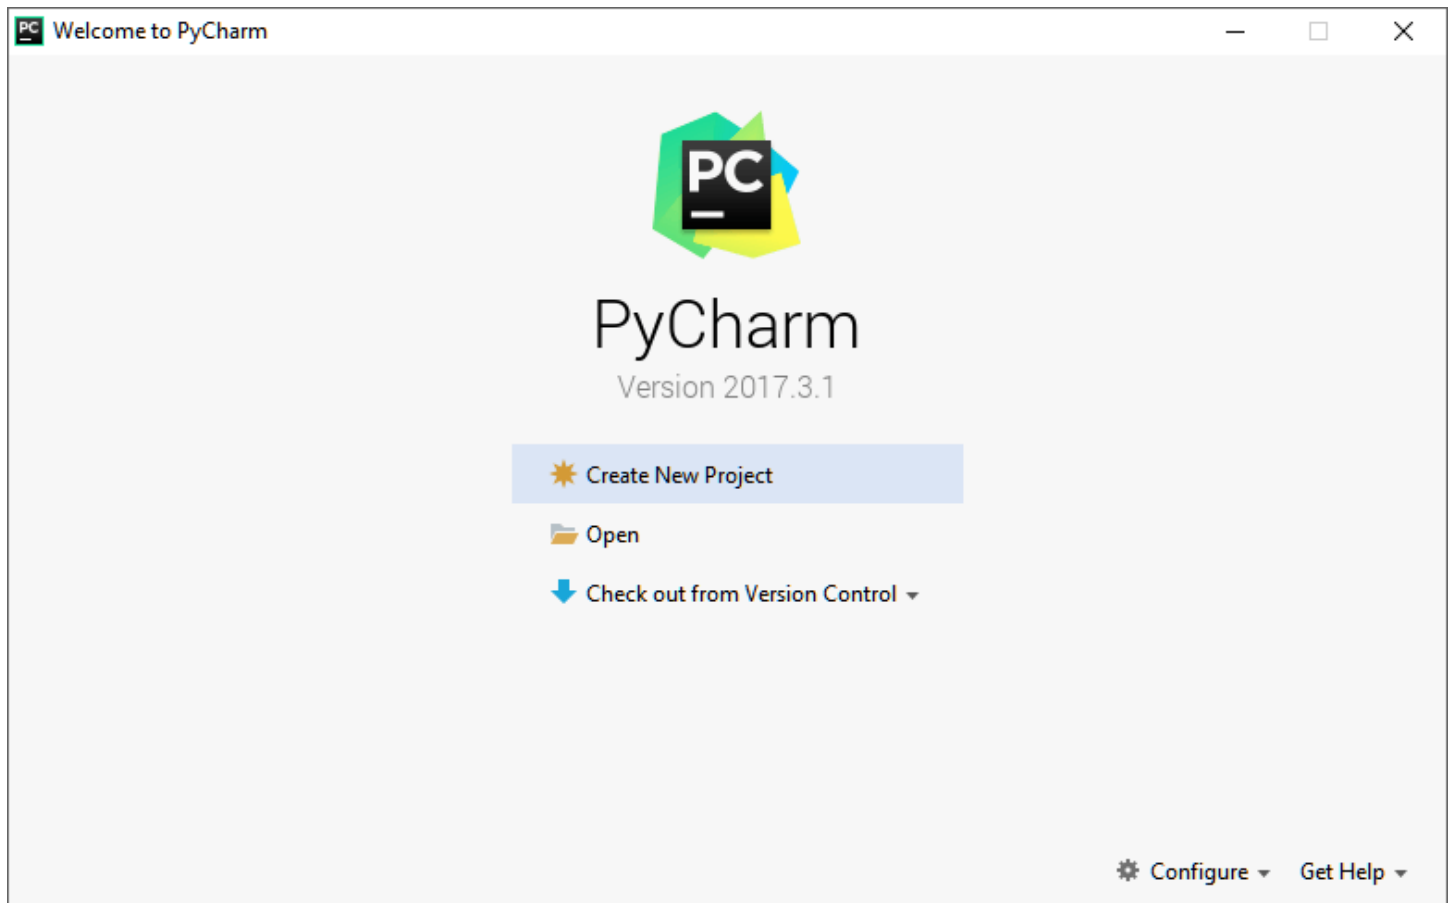 PC Welcome to PyCharm
PC
PyCharm
Version 2017.3.1
Create New Project
Open
Check out from Version Control
Configure Get Help